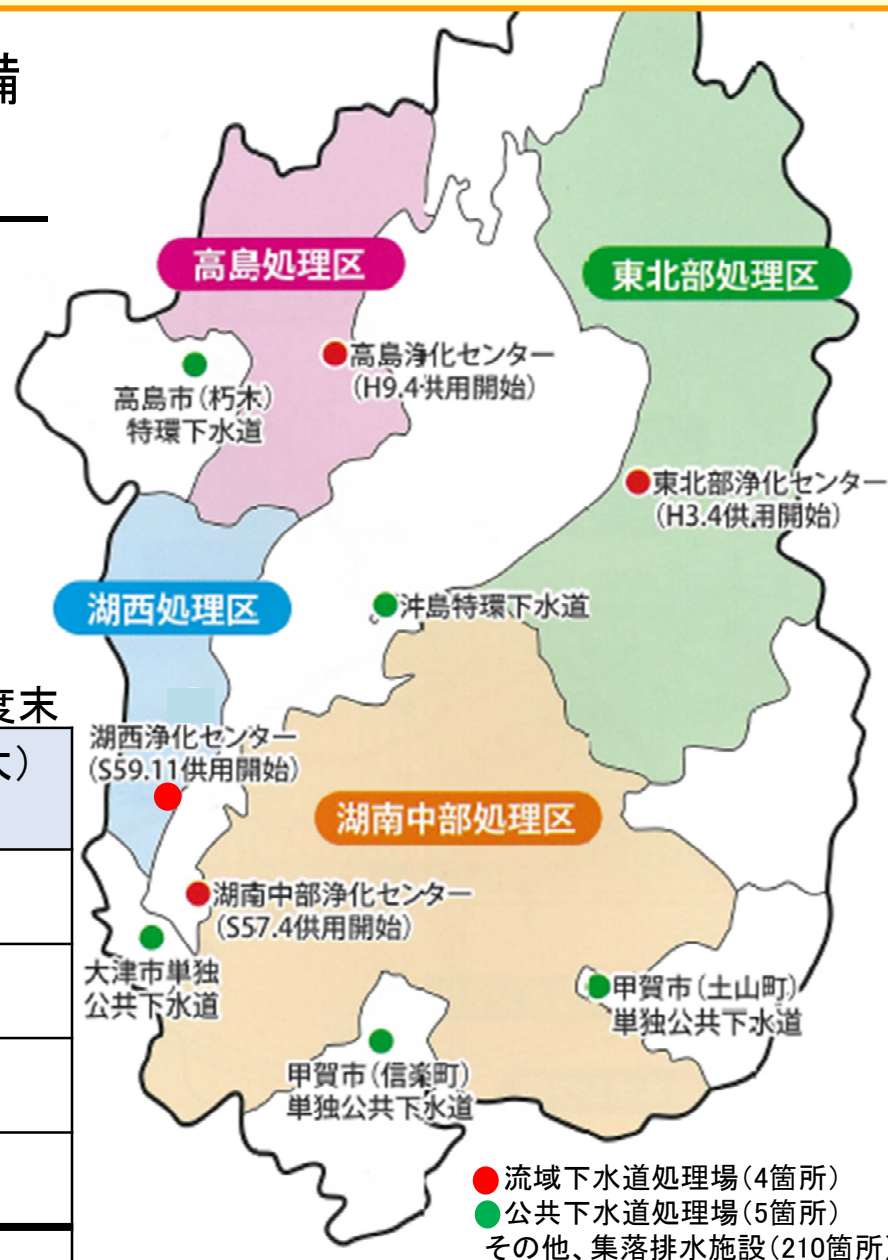 備
高島処理区
東北部処理区
高島浄化センター
(H9.4共用開始)
高島市(朽木)
特環下水道
東北部浄化センター
(H3.4供用開始)
湖西処理区
沖島特環下水道
度末
湖西浄化センター
(S59.11供用開始)
湖南中部処理区
湖南中部浄化センター
(S57.4供用開始)
大津市単独
公共下水道
甲賀市(土山町)
単独公共下水道
甲賀市(信楽町)
単独公共下水道
流域下水道処理場(4箇所)
公共下水道処理場(5箇所)
その他、集落排水施設(210箇所)